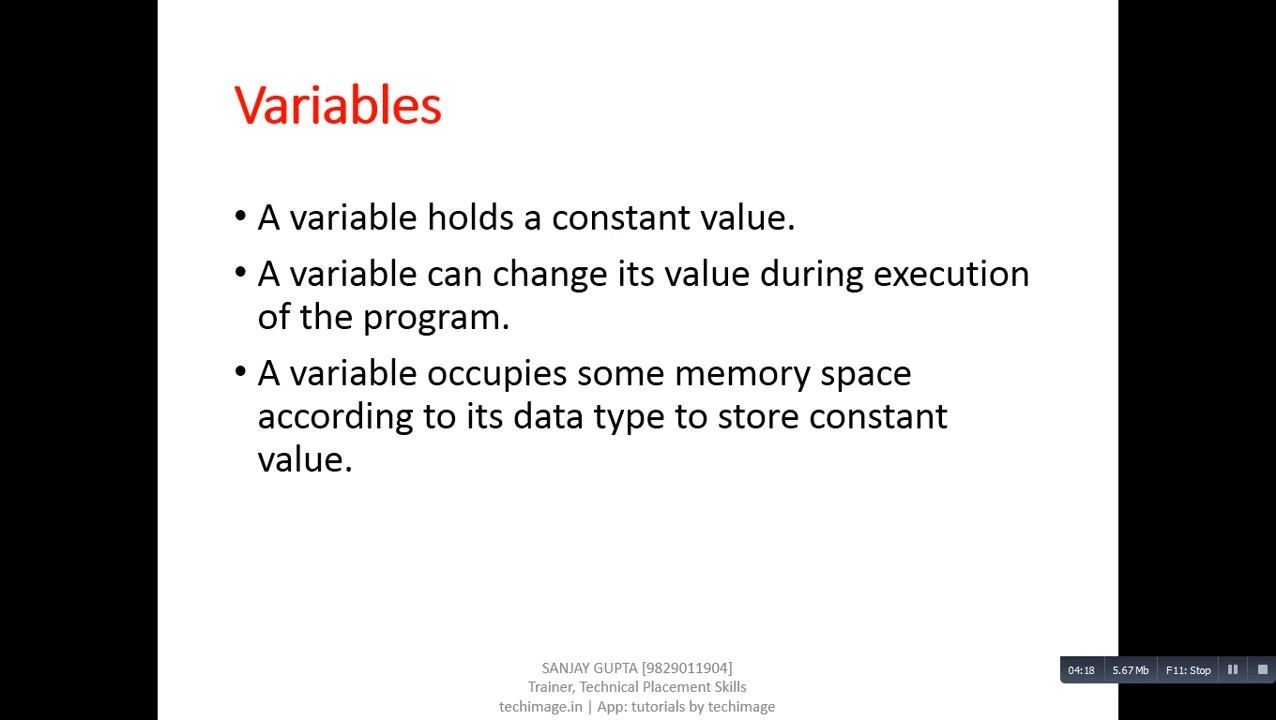 Variables
• A variable holds a constant value.
• A variable can change its value during execution
of the program.
• A variable occupies some memory space
according to its data type to store constant
value.
SANJAY GUPTA [9829011904]
Trainer, Technical Placement Skills
techimage.in | App: tutorials by techimage
04:18 5.67 Mb F11: Stop